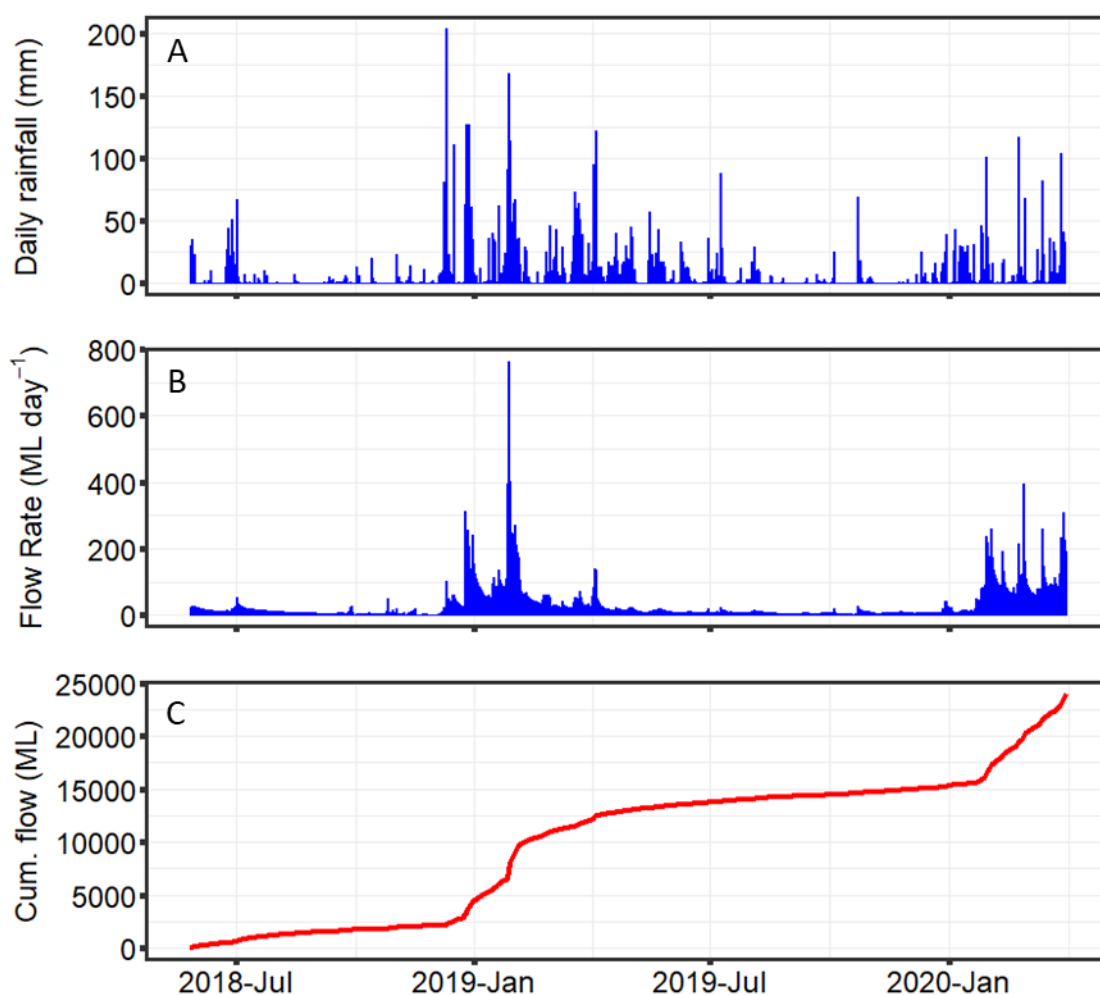 A
Daily rainfall (mm)
200
150
100
50
0
B
Flow Rate (ML day⁻¹)
800
600
400
200
0
C
Cum. flow (ML)
25000
20000
15000
10000
5000
0
2018-Jul 2019-Jan 2019-Jul 2020-Jan